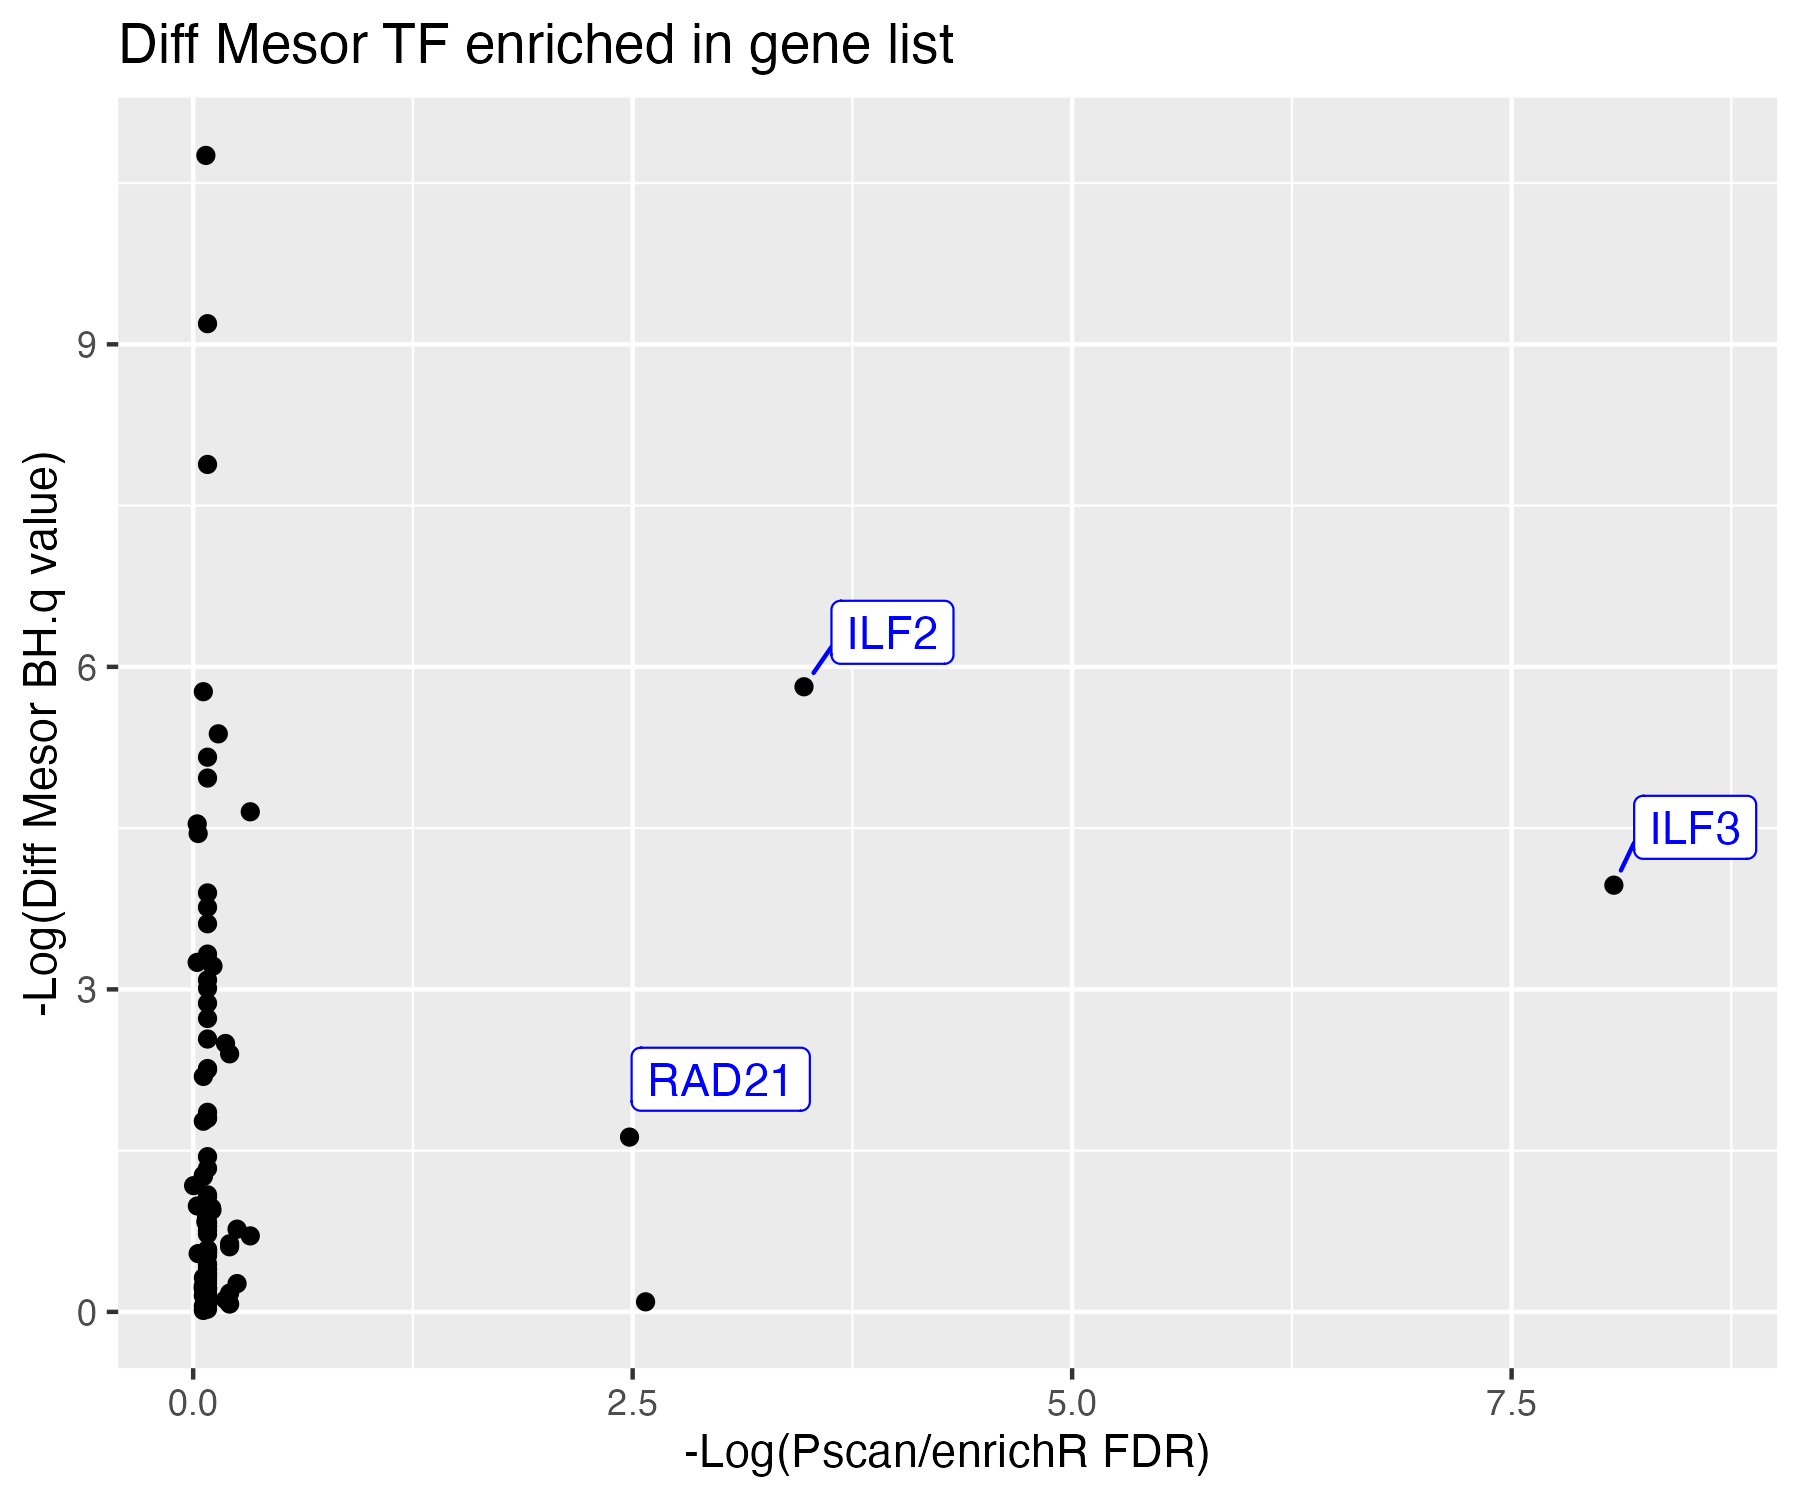 Diff Mesor TF enriched in gene list
-Log(Diff Mesor BH.q value)
9
6
3
0
ILF2
ILF3
RAD21
0.0
2.5
5.0
7.5
-Log(Pscan/enrichR FDR)